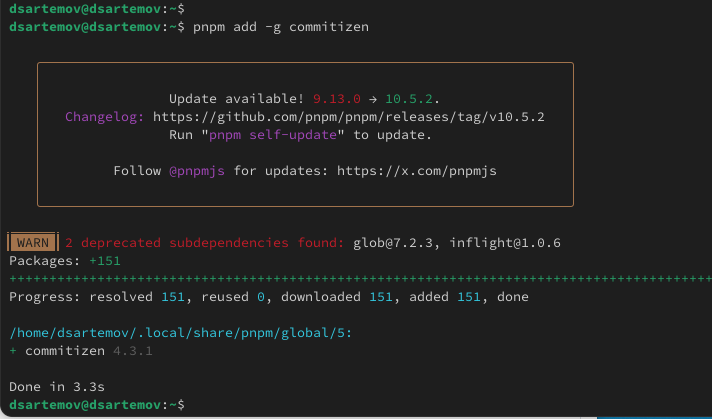 dsartemov@dsartemov:~$
dsartemov@dsartemov:~$ pnpm add -g commitizen
Update available! 9.13.0 → 10.5.2.
Changelog: https://github.com/pnpm/pnpm/releases/tag/v10.5.2
Run "pnpm self-update" to update.
Follow @pnpmjs for updates: https://x.com/pnpmjs
WARN 2 deprecated subdependencies found: glob@7.2.3, inflight@1.0.6
Packages: +151
++++++++++++++++++++++++++++++++++++++++++++++++++++++++++++++++++++++++++++++++++++++++
Progress: resolved 151, reused 0, downloaded 151, added 151, done
/home/dsartemov/.local/share/pnpm/global/5:
+ commitizen 4.3.1
Done in 3.3s
dsartemov@dsartemov:~$